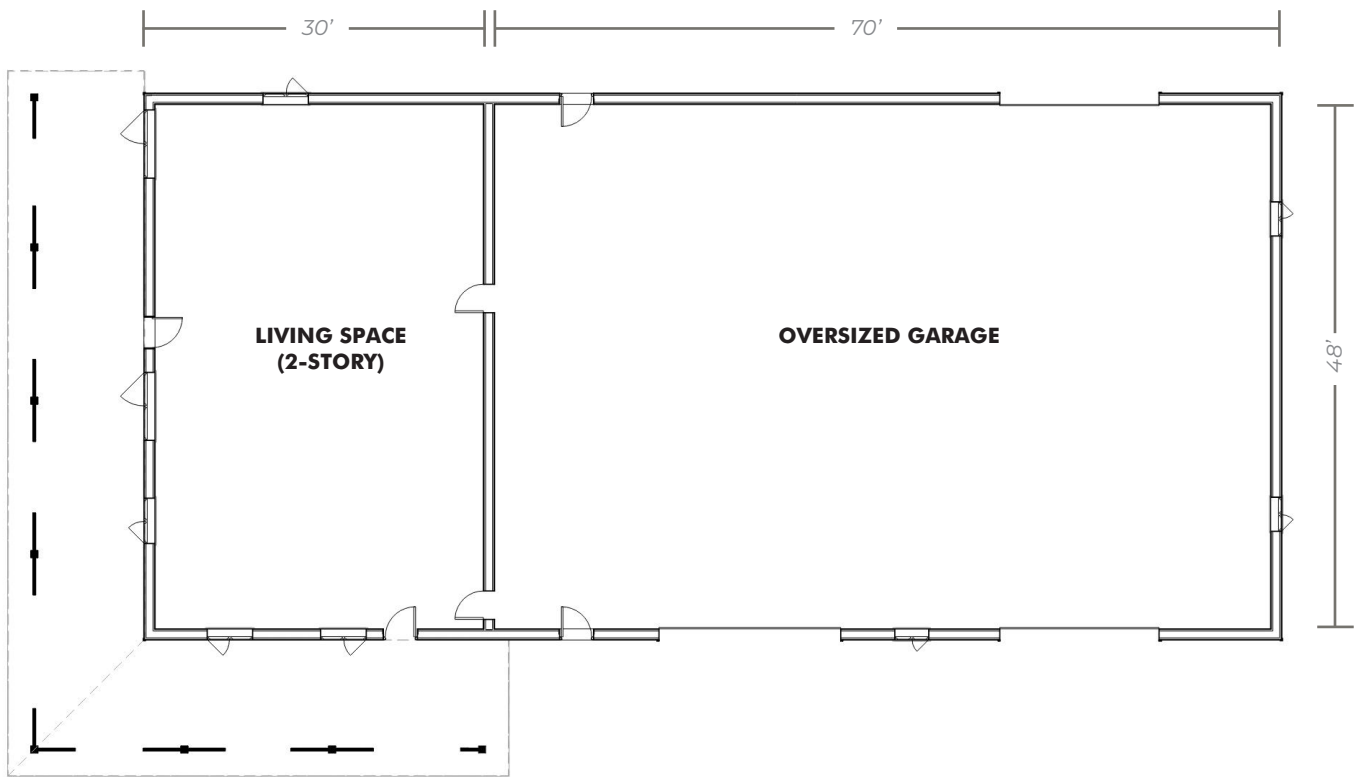 30’
70’
LIVING SPACE
(2-STORY)
OVERSIZED GARAGE
48’